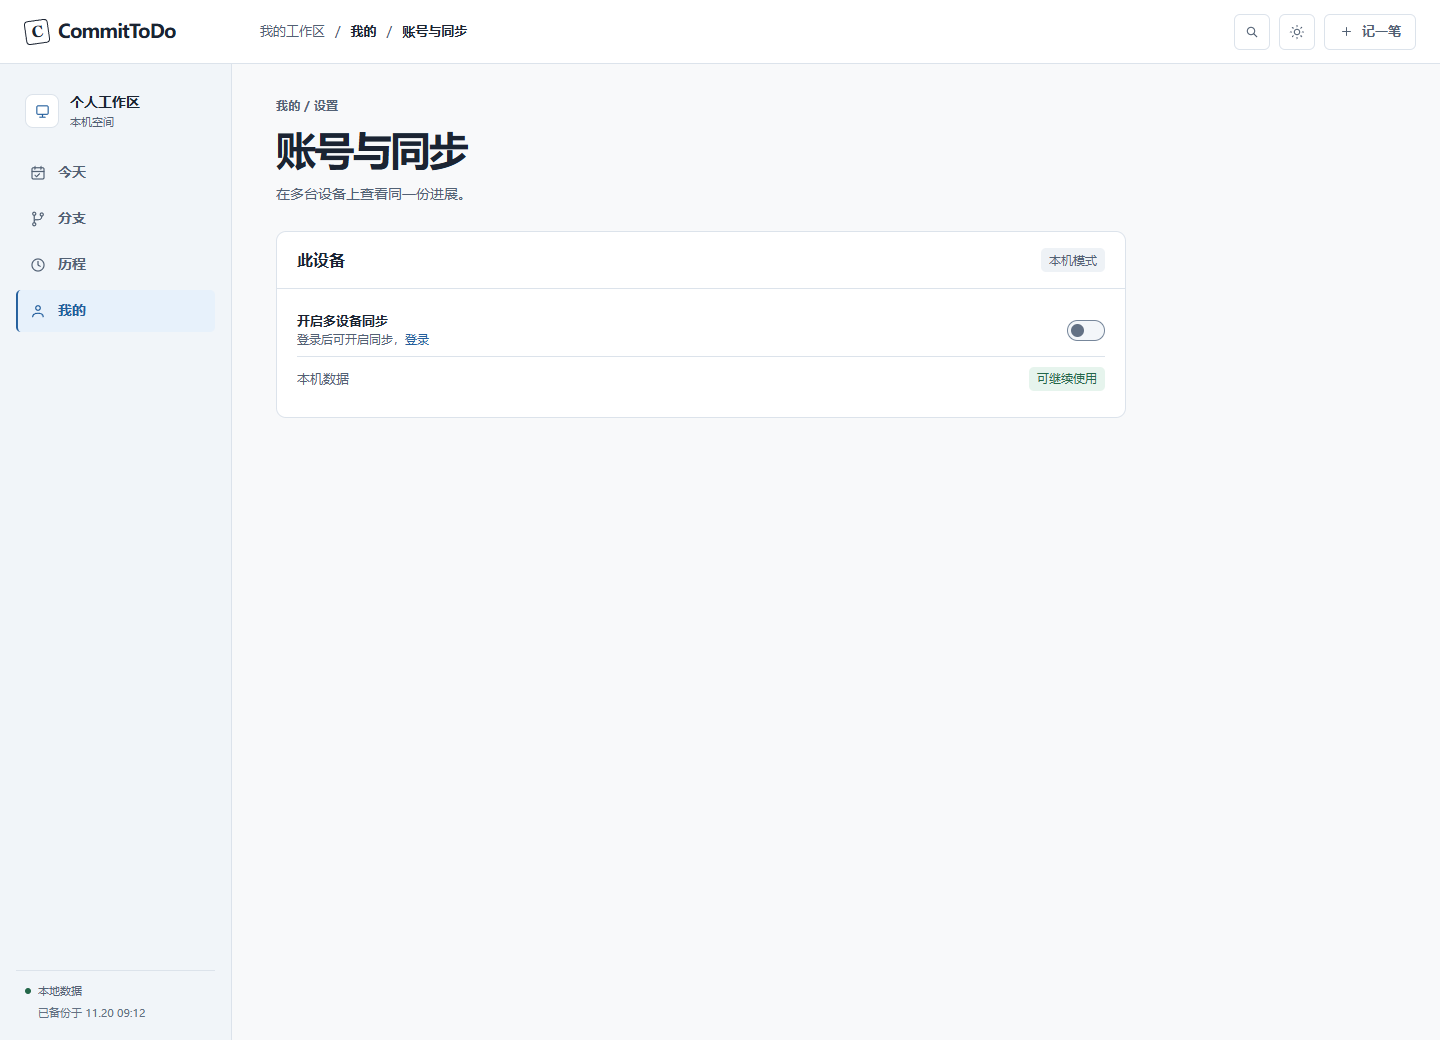 C CommitToDo
我的工作区 / 我的 / 账号与同步
记一笔
个人工作区
本机空间
今天
分支
历程
我的
本地数据
已备份于 11.20 09:12
我的 / 设置
账号与同步
在多台设备上查看同一份进展。
此设备
本机模式
开启多设备同步
登录后可开启同步，登录
本机数据
可继续使用